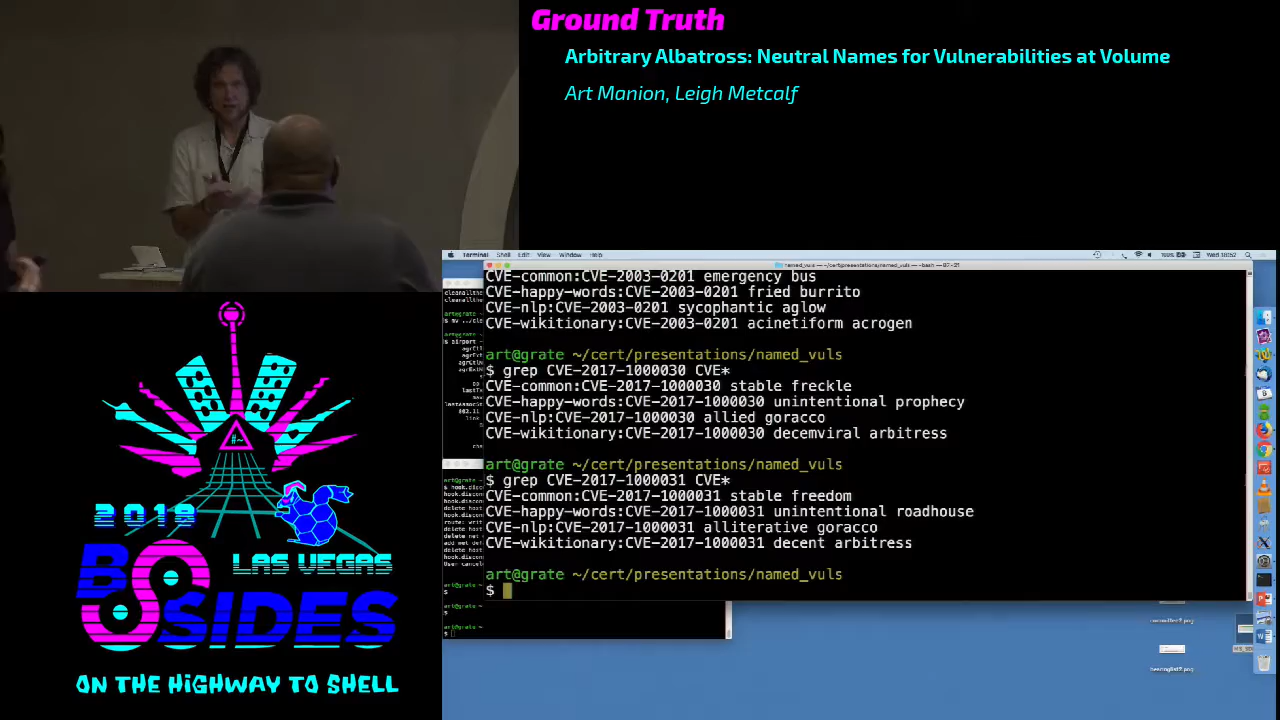 Ground Truth
Arbitrary Albatross: Neutral Names for Vulnerabilities at Volume
Art Manion, Leigh Metcalf
Terminal Shell Edit View Window Help
CVE-common:CVE-2003-0201 emergency bus
CVE-happy-words:CVE-2003-0201 fried burrito
CVE-nlp:CVE-2003-0201 sycophantic aglow
CVE-wikitionary:CVE-2003-0201 acinetiform acrogen
art@grate ~/cert/presentations/named_vuls
$ grep CVE-2017-1000030 CVE*
CVE-common:CVE-2017-1000030 stable freckle
CVE-happy-words:CVE-2017-1000030 unintentional prophecy
CVE-nlp:CVE-2017-1000030 allied goracco
CVE-wikitionary:CVE-2017-1000030 decemviral arbitress
art@grate ~/cert/presentations/named_vuls
$ grep CVE-2017-1000031 CVE*
CVE-common:CVE-2017-1000031 stable freedom
CVE-happy-words:CVE-2017-1000031 unintentional roadhouse
CVE-nlp:CVE-2017-1000031 alliterative goracco
CVE-wikitionary:CVE-2017-1000031 decent arbitress
art@grate ~/cert/presentations/named_vuls
$
#~
2018
BSIDES
LAS VEGAS
ON THE HIGHWAY TO SHELL